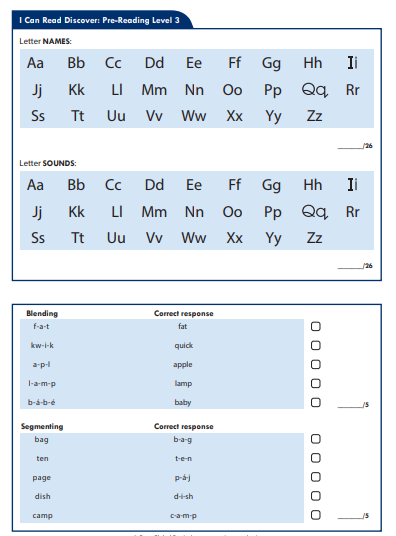 I Can Read Discover: Pre-Reading Level 3
Letter NAMES:
Aa Bb Cc Dd Ee Ff Gg Hh Ii
Jj Kk Ll Mm Nn Oo Pp Qq Rr
Ss Tt Uu Vv Ww Xx Yy Zz
_____/26
Letter SOUNDS:
Aa Bb Cc Dd Ee Ff Gg Hh Ii
Jj Kk Ll Mm Nn Oo Pp Qq Rr
Ss Tt Uu Vv Ww Xx Yy Zz
_____/26
Blending Correct response
f-a-t fat
kw-i-k quick
a-p-l apple
l-a-m-p lamp
b-á-b-é baby
_____/5
Segmenting Correct response
bag b-a-g
ten t-e-n
page p-á-j
dish d-i-sh
camp c-a-m-p
_____/5